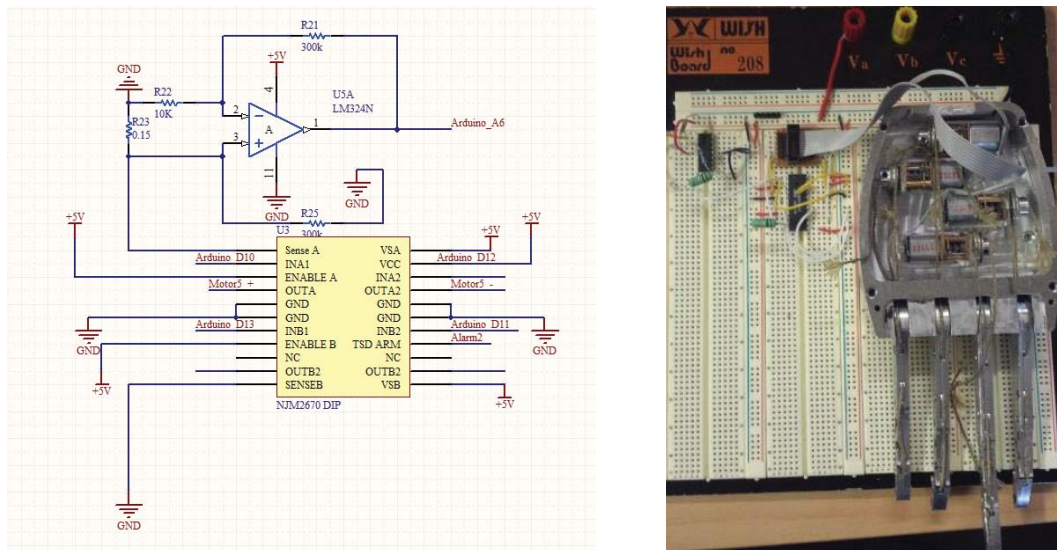 R21
300k
+5V
GND
R22
10K
R23
0.15
4
U5A
LM324N
2
A
3
1
Arduino_A6
11
GND
GND
R25
300k
+5V
U3
+5V
+5V
Sense A
VSA
Arduino_D10
INA1
VCC
Arduino_D12
ENABLE A
INA2
Motor5_+
OUTA
OUTA2
Motor5_-
GND
GND
GND
GND
Arduino_D13
INB1
INB2
Arduino_D11
GND
GND
ENABLE B
TSD ARM
Alarm2
NC
NC
+5V
OUTB2
OUTB2
SENSEB
VSB
+5V
NJM2670 DIP
GND
WISH
Wish Board no. 208
Va
Vb
Vc